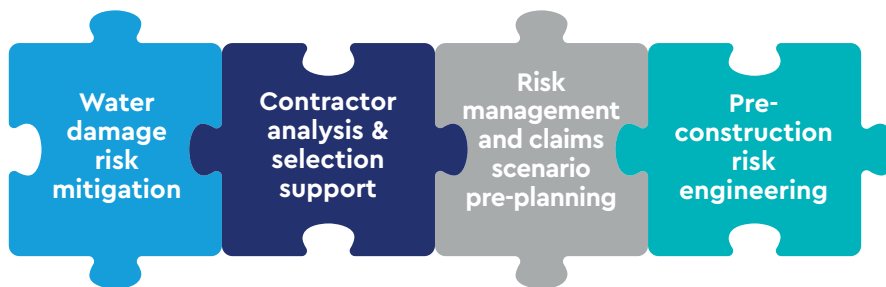 Water
damage
risk
mitigation
Contractor
analysis &
selection
support
Risk
management
and claims
scenario
pre-planning
Pre-
construction
risk
engineering